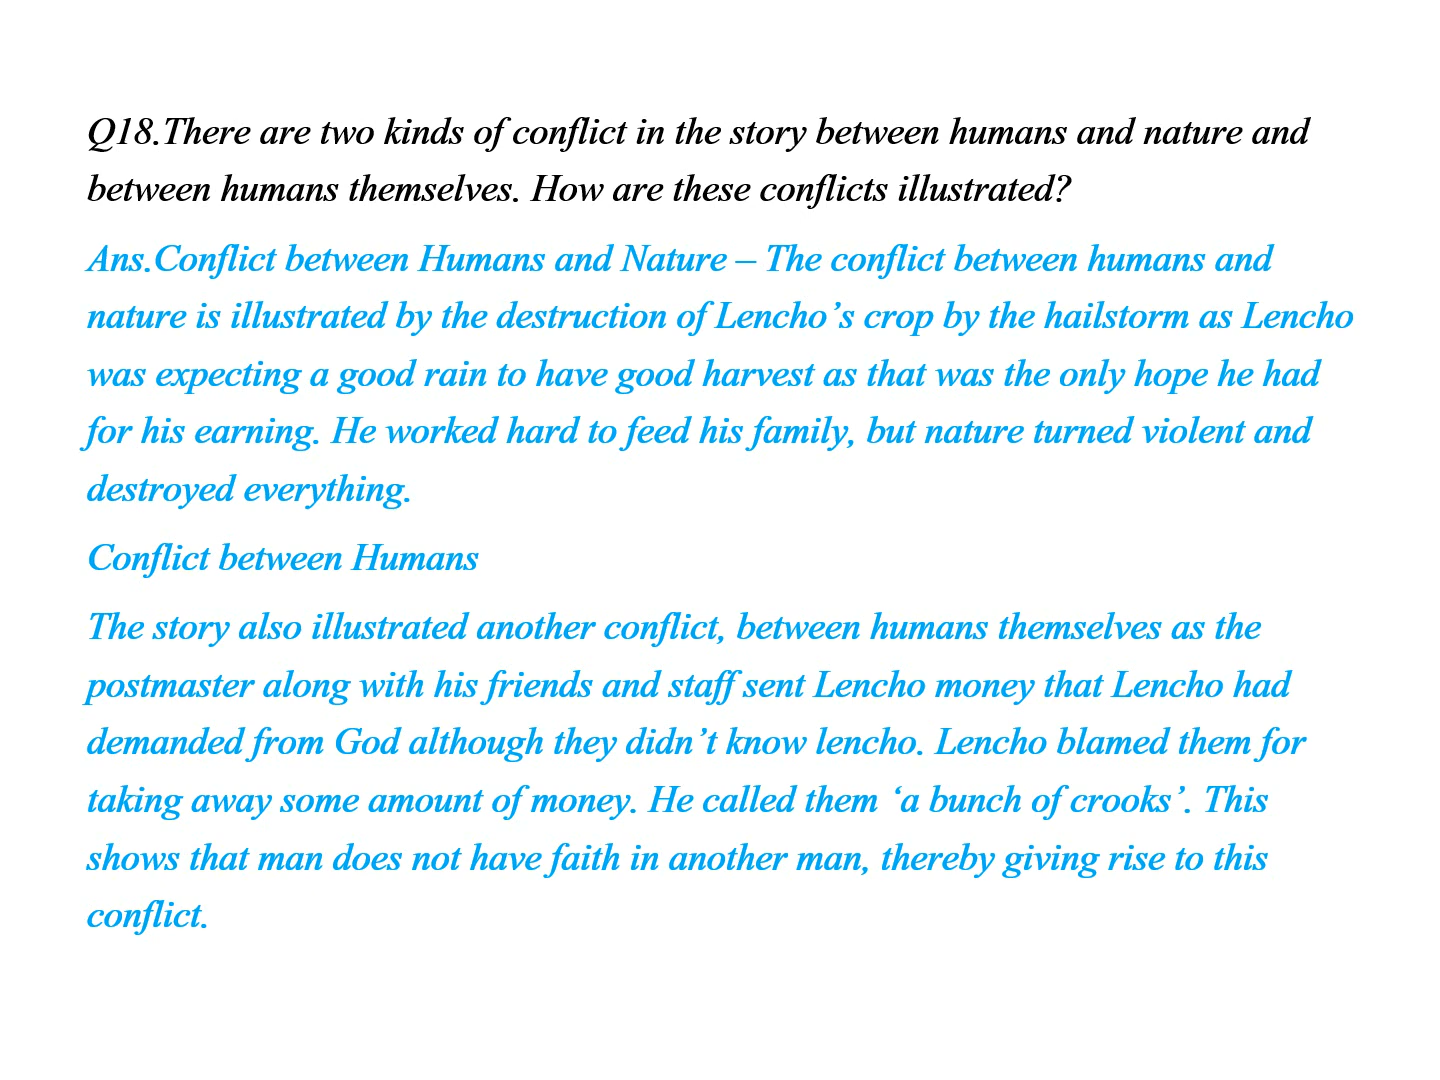 Q18.There are two kinds of conflict in the story between humans and nature and
between humans themselves. How are these conflicts illustrated?
Ans.Conflict between Humans and Nature – The conflict between humans and
nature is illustrated by the destruction of Lencho’s crop by the hailstorm as Lencho
was expecting a good rain to have good harvest as that was the only hope he had
for his earning. He worked hard to feed his family, but nature turned violent and
destroyed everything.
Conflict between Humans
The story also illustrated another conflict, between humans themselves as the
postmaster along with his friends and staff sent Lencho money that Lencho had
demanded from God although they didn’t know lencho. Lencho blamed them for
taking away some amount of money. He called them ‘a bunch of crooks’. This
shows that man does not have faith in another man, thereby giving rise to this
conflict.